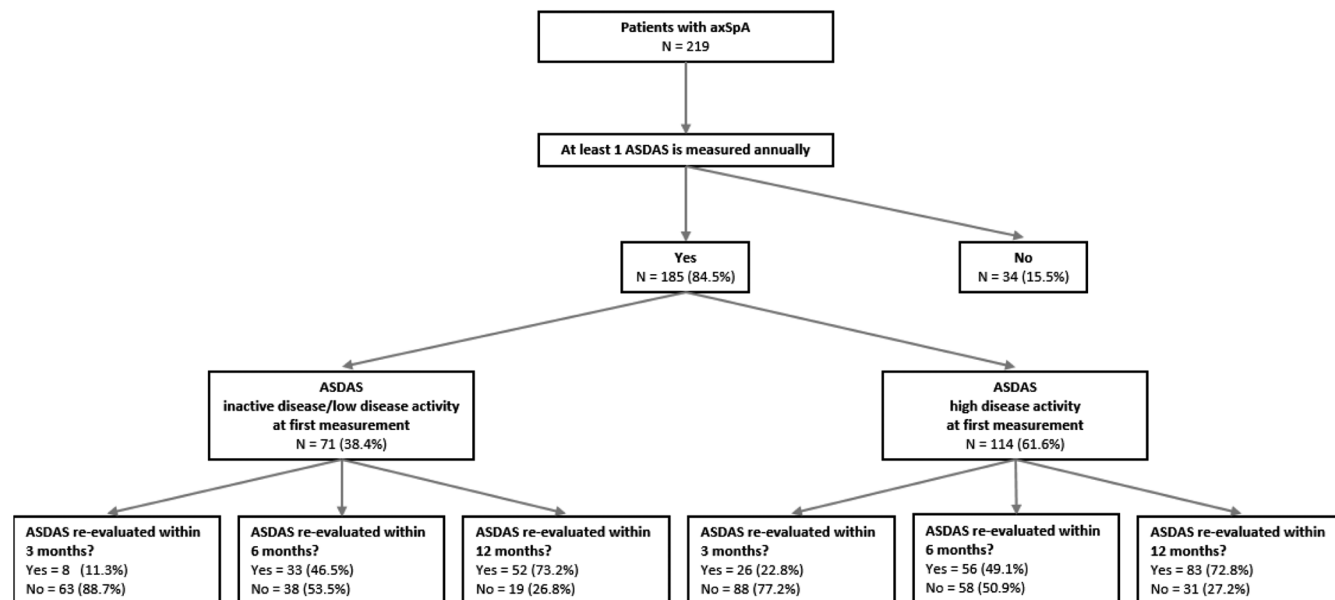 Patients with axSpA
N = 219
At least 1 ASDAS is measured annually
Yes
N = 185 (84.5%)
No
N = 34 (15.5%)
ASDAS
inactive disease/low disease activity
at first measurement
N = 71 (38.4%)
ASDAS
high disease activity
at first measurement
N = 114 (61.6%)
ASDAS re-evaluated within
3 months?
Yes = 8 (11.3%)
No = 63 (88.7%)
ASDAS re-evaluated within
6 months?
Yes = 33 (46.5%)
No = 38 (53.5%)
ASDAS re-evaluated within
12 months?
Yes = 52 (73.2%)
No = 19 (26.8%)
ASDAS re-evaluated within
3 months?
Yes = 26 (22.8%)
No = 88 (77.2%)
ASDAS re-evaluated within
6 months?
Yes = 56 (49.1%)
No = 58 (50.9%)
ASDAS re-evaluated within
12 months?
Yes = 83 (72.8%)
No = 31 (27.2%)